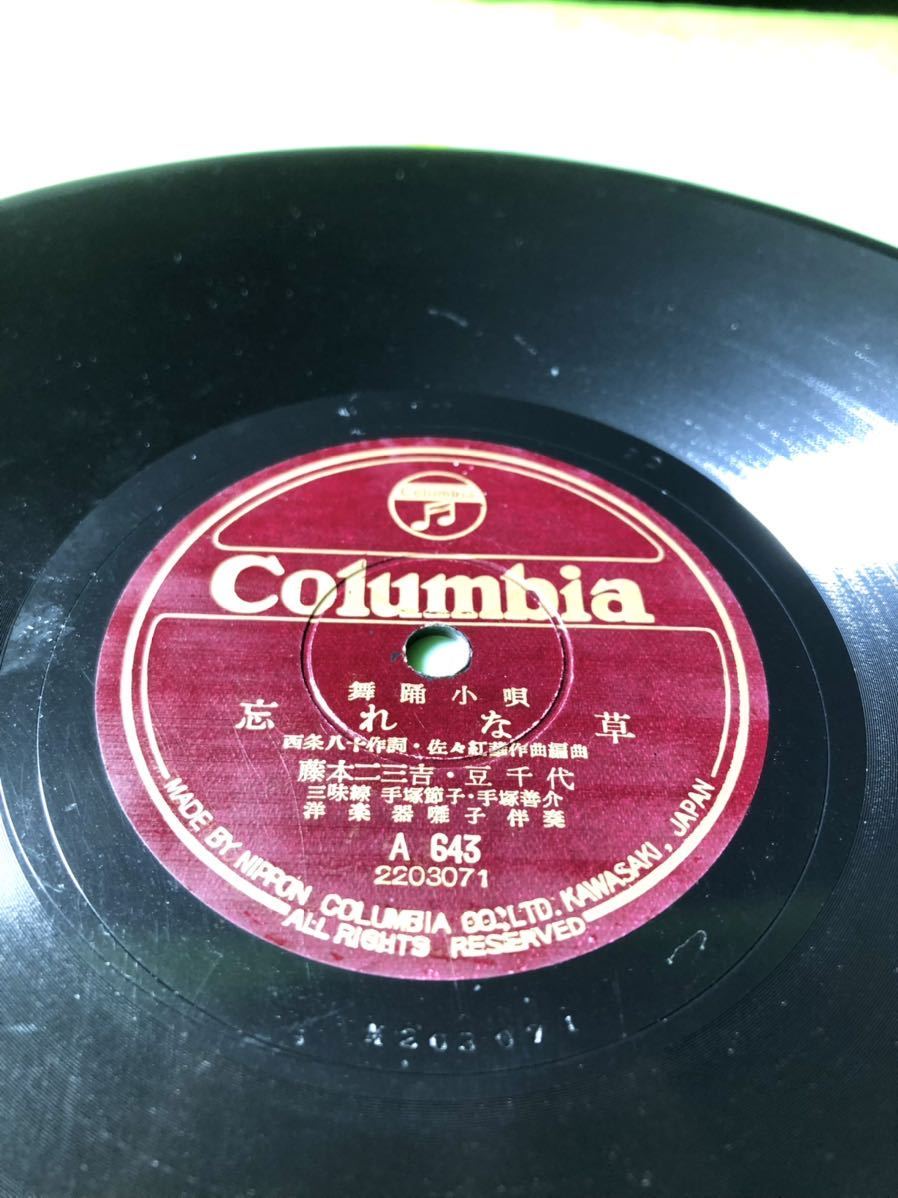 Columbia
Columbia
舞踊小唄
忘れな草
西条八十作詞・佐々紅華作曲編曲
藤本二三吉・豆千代
三味線 手塚節子・手塚善介
洋楽器囃子伴奏
A 643
2203071
MADE BY NIPPON COLUMBIA CO., LTD. KAWASAKI, JAPAN
ALL RIGHTS RESERVED
2203071